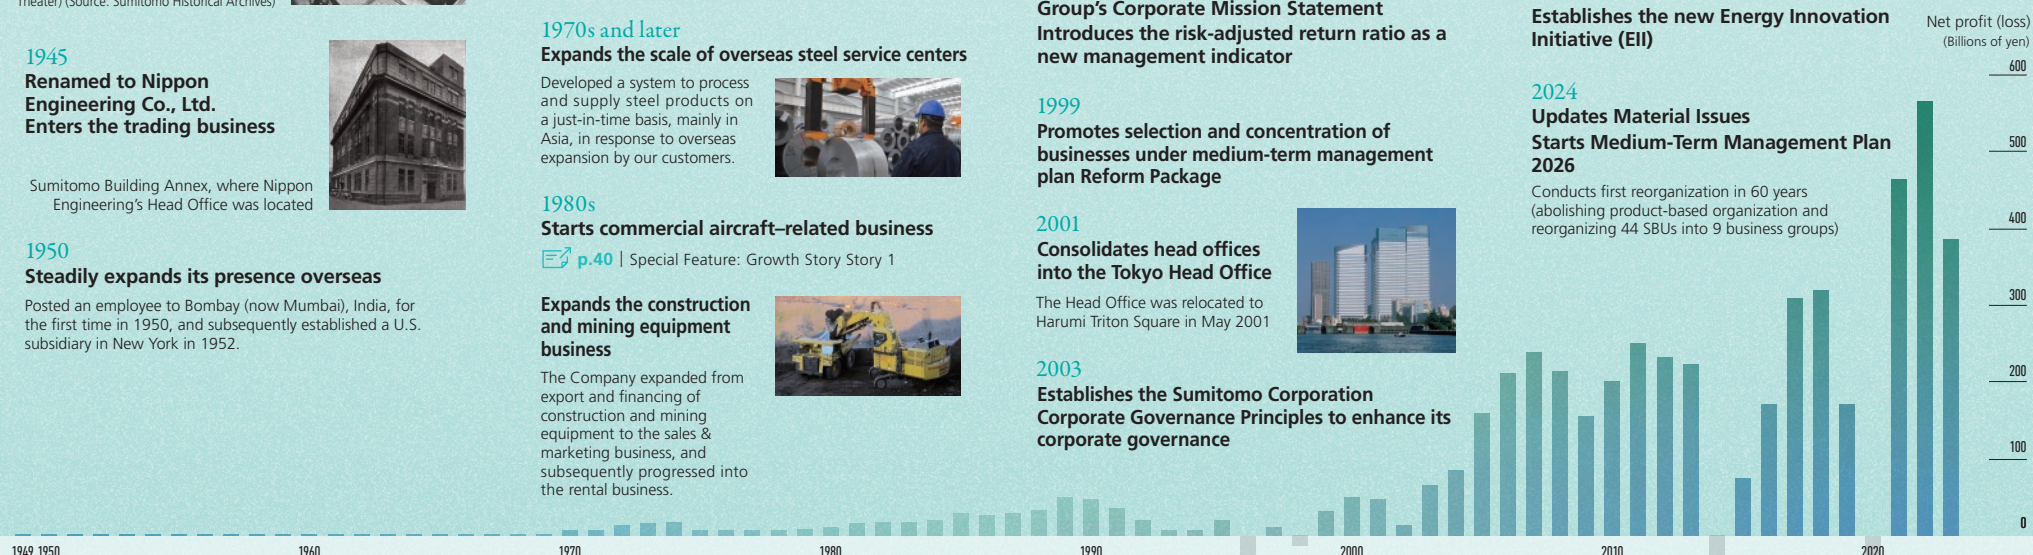 Theater) (Source: Sumitomo Historical Archives)
1945
Renamed to Nippon
Engineering Co., Ltd.
Enters the trading business
Sumitomo Building Annex, where Nippon
Engineering’s Head Office was located
1950
Steadily expands its presence overseas
Posted an employee to Bombay (now Mumbai), India, for
the first time in 1950, and subsequently established a U.S.
subsidiary in New York in 1952.
1970s and later
Expands the scale of overseas steel service centers
Developed a system to process
and supply steel products on
a just-in-time basis, mainly in
Asia, in response to overseas
expansion by our customers.
1980s
Starts commercial aircraft–related business
p.40 | Special Feature: Growth Story Story 1
Expands the construction
and mining equipment
business
The Company expanded from
export and financing of
construction and mining
equipment to the sales &
marketing business, and
subsequently progressed into
the rental business.
Group’s Corporate Mission Statement
Introduces the risk-adjusted return ratio as a
new management indicator
1999
Promotes selection and concentration of
businesses under medium-term management
plan Reform Package
2001
Consolidates head offices
into the Tokyo Head Office
The Head Office was relocated to
Harumi Triton Square in May 2001
2003
Establishes the Sumitomo Corporation
Corporate Governance Principles to enhance its
corporate governance
Establishes the new Energy Innovation
Initiative (EII)
2024
Updates Material Issues
Starts Medium-Term Management Plan
2026
Conducts first reorganization in 60 years
(abolishing product-based organization and
reorganizing 44 SBUs into 9 business groups)
Net profit (loss)
(Billions of yen)
600
500
400
300
200
100
0
1949 1950 1960 1970 1980 1990 2000 2010 2020